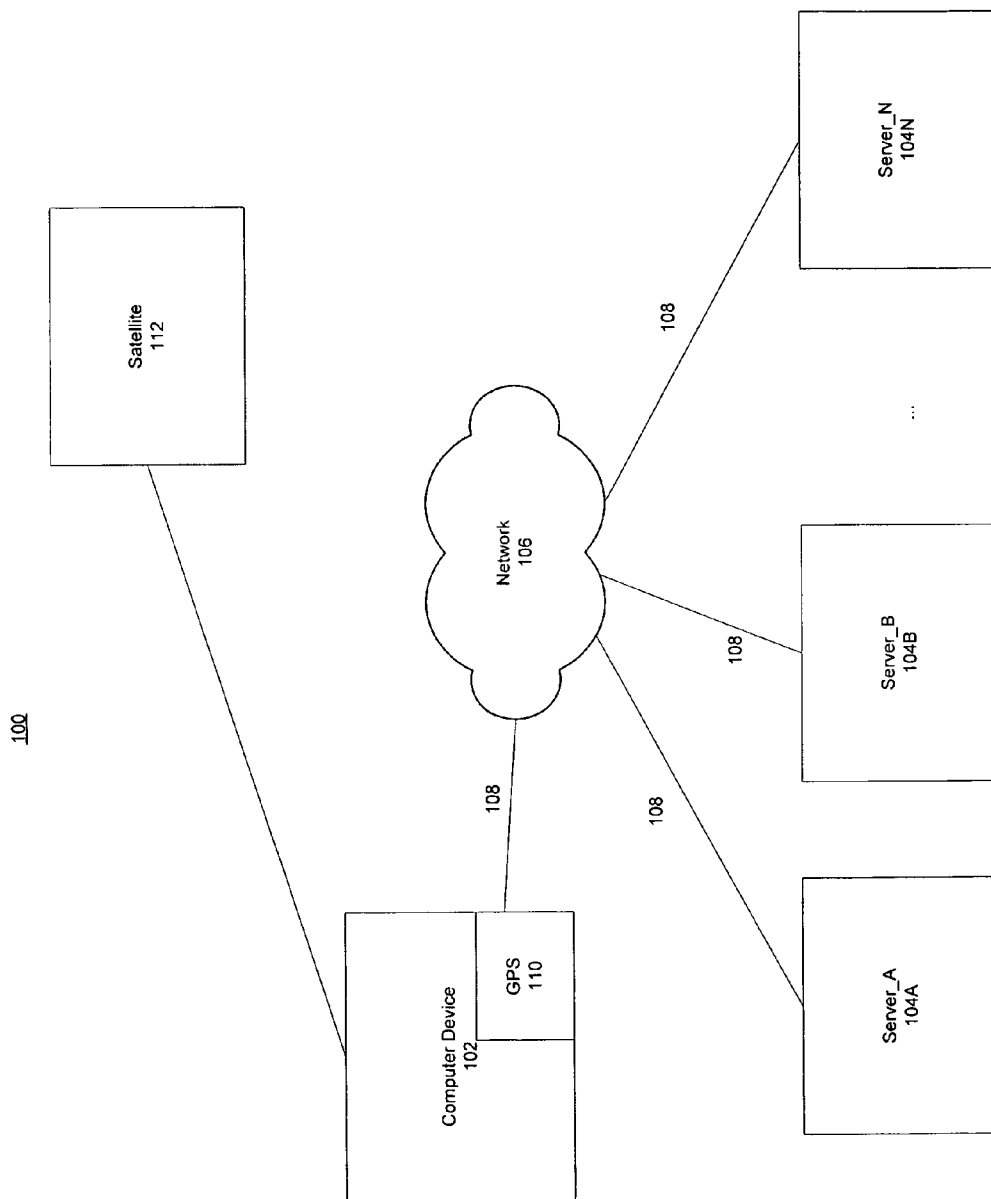 100
Satellite
112
Computer Device
102
GPS
110
108
Network
106
108
108
108
Server_A
104A
Server_B
104B
...
Server_N
104N